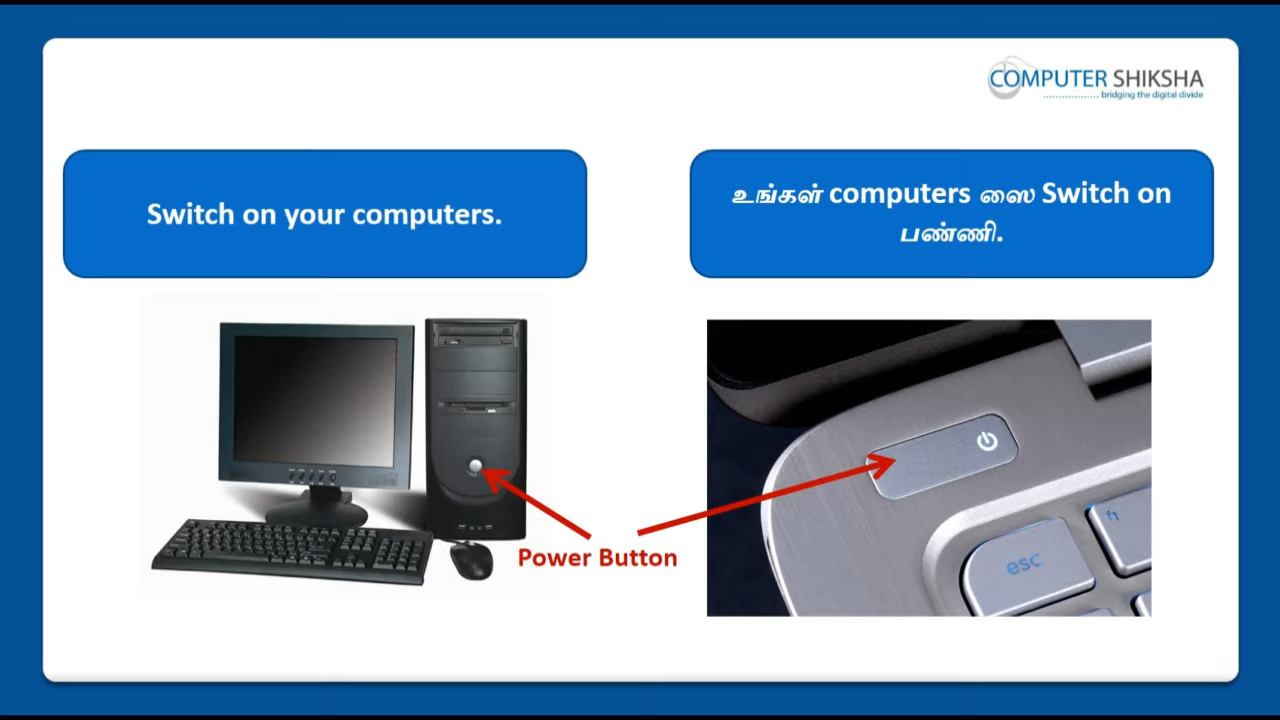 COMPUTER SHIKSHA
bridging the digital divide
Switch on your computers.
உங்கள் computers ஸை Switch on
பண்ணி.
Power Button
esc
f1